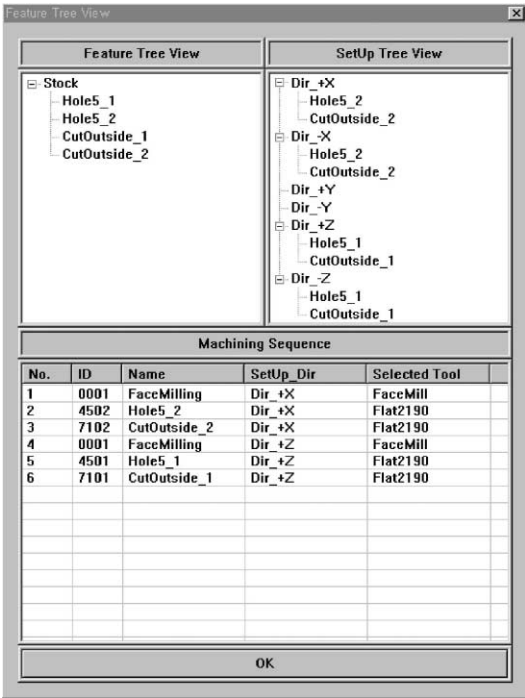 Feature Tree View
Feature Tree View
SetUp Tree View
Stock
Hole5_1
Hole5_2
CutOutside_1
CutOutside_2
Dir_+X
Hole5_2
CutOutside_2
Dir_-X
Hole5_2
CutOutside_2
Dir_+Y
Dir_-Y
Dir_+Z
Hole5_1
CutOutside_1
Dir_-Z
Hole5_1
CutOutside_1
Machining Sequence
No. ID Name SetUp_Dir Selected Tool
1 0001 FaceMilling Dir_+X FaceMill
2 4502 Hole5_2 Dir_+X Flat2190
3 7102 CutOutside_2 Dir_+X Flat2190
4 0001 FaceMilling Dir_+Z FaceMill
5 4501 Hole5_1 Dir_+Z Flat2190
6 7101 CutOutside_1 Dir_+Z Flat2190
OK